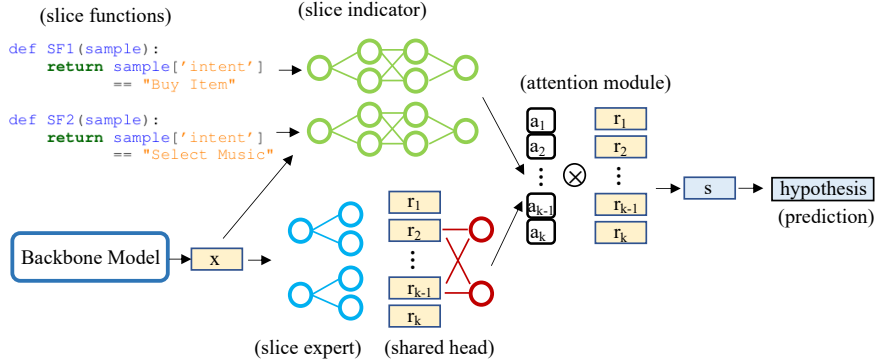 (slice functions)
(slice indicator)
def SF1(sample):
return sample['intent']
== "Buy Item"
(attention module)
def SF2(sample):
return sample['intent']
== "Select Music"
a1
a2
⋮
ak-1
ak
⊗
r1
r2
⋮
rk-1
rk
s
hypothesis
(prediction)
Backbone Model
x
r1
r2
⋮
rk-1
rk
(slice expert)
(shared head)